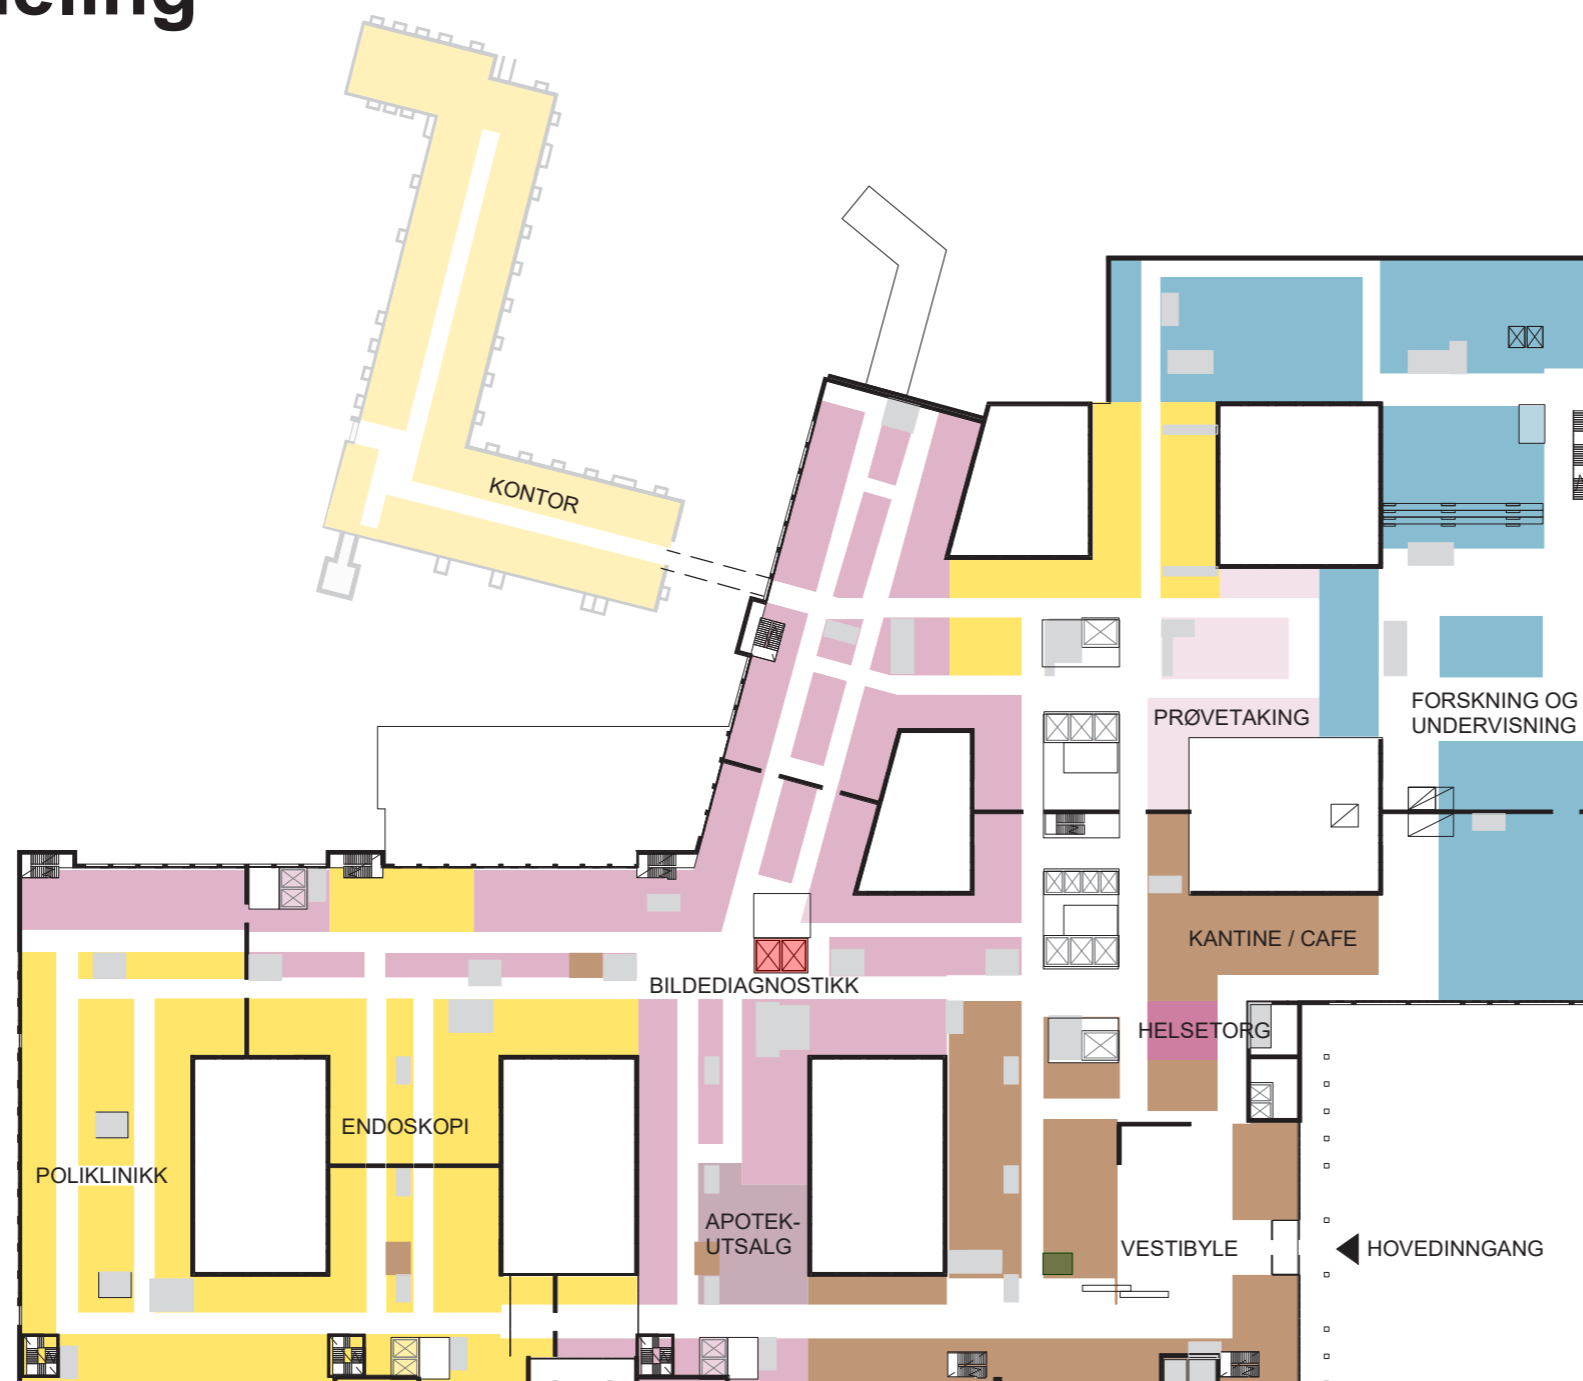 KONTOR
FORSKNING OG
UNDERVISNING
PRØVETAKING
KANTINE / CAFE
BILDEDIAGNOSTIKK
HELSETORG
ENDOSKOPI
POLIKLINIKK
APOTEK-
UTSALG
VESTIBYLE
HOVEDINNGANG